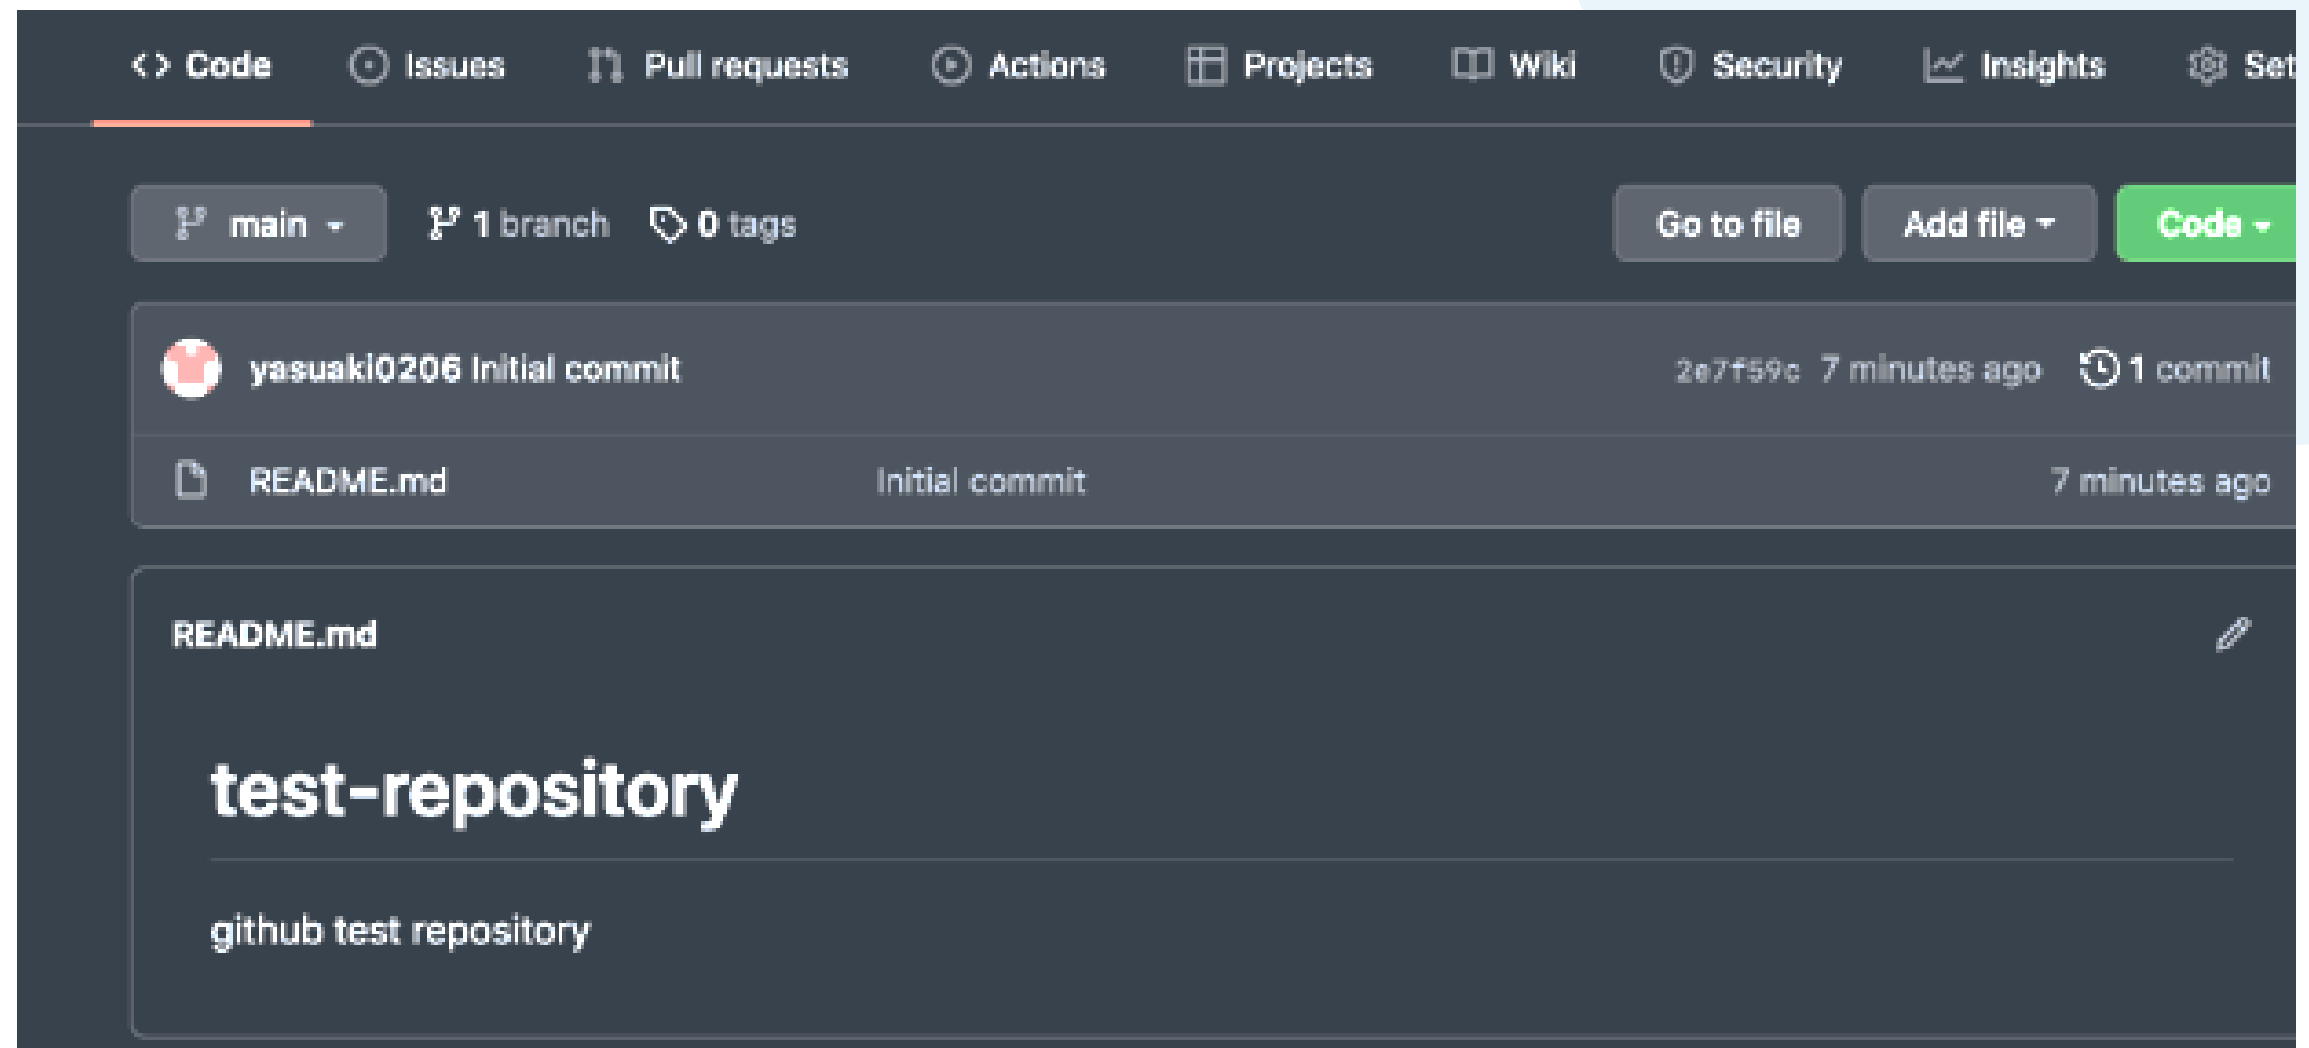 <> Code Issues Pull requests Actions Projects Wiki Security Insights Set
main 1 branch 0 tags Go to file Add file Code
yasuaki0206 Initial commit 2e7f59c 7 minutes ago 1 commit
README.md Initial commit 7 minutes ago
README.md
test-repository
github test repository